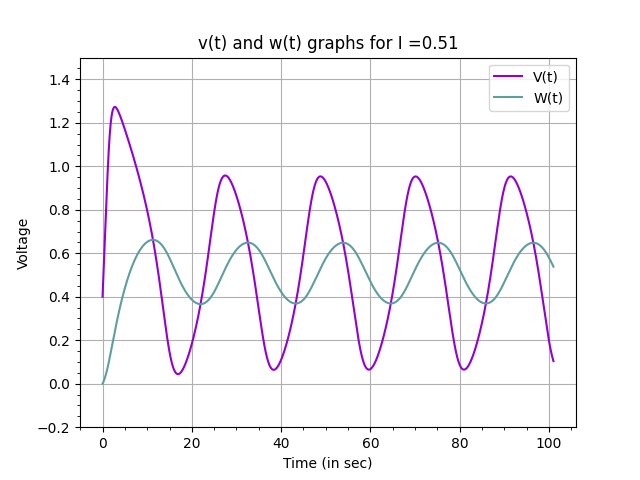 v(t) and w(t) graphs for I =0.51
V(t)
W(t)
Voltage
1.4
1.2
1.0
0.8
0.6
0.4
0.2
0.0
−0.2
0 20 40 60 80 100
Time (in sec)